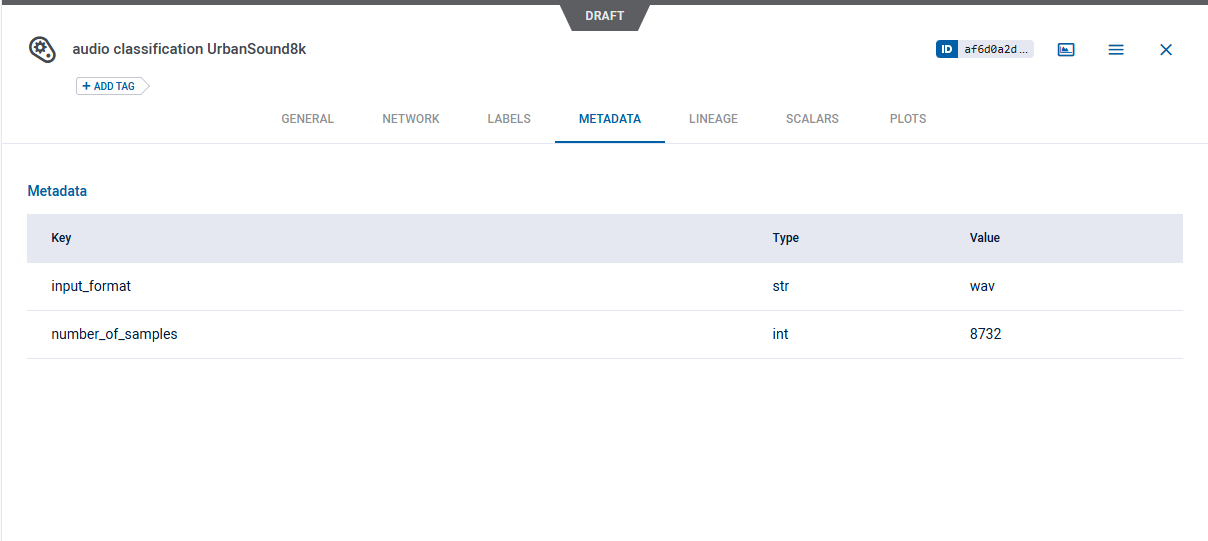 DRAFT
audio classification UrbanSound8k
ID af6d0a2d ...
+ ADD TAG
GENERAL NETWORK LABELS METADATA LINEAGE SCALARS PLOTS
Metadata
Key Type Value
input_format str wav
number_of_samples int 8732